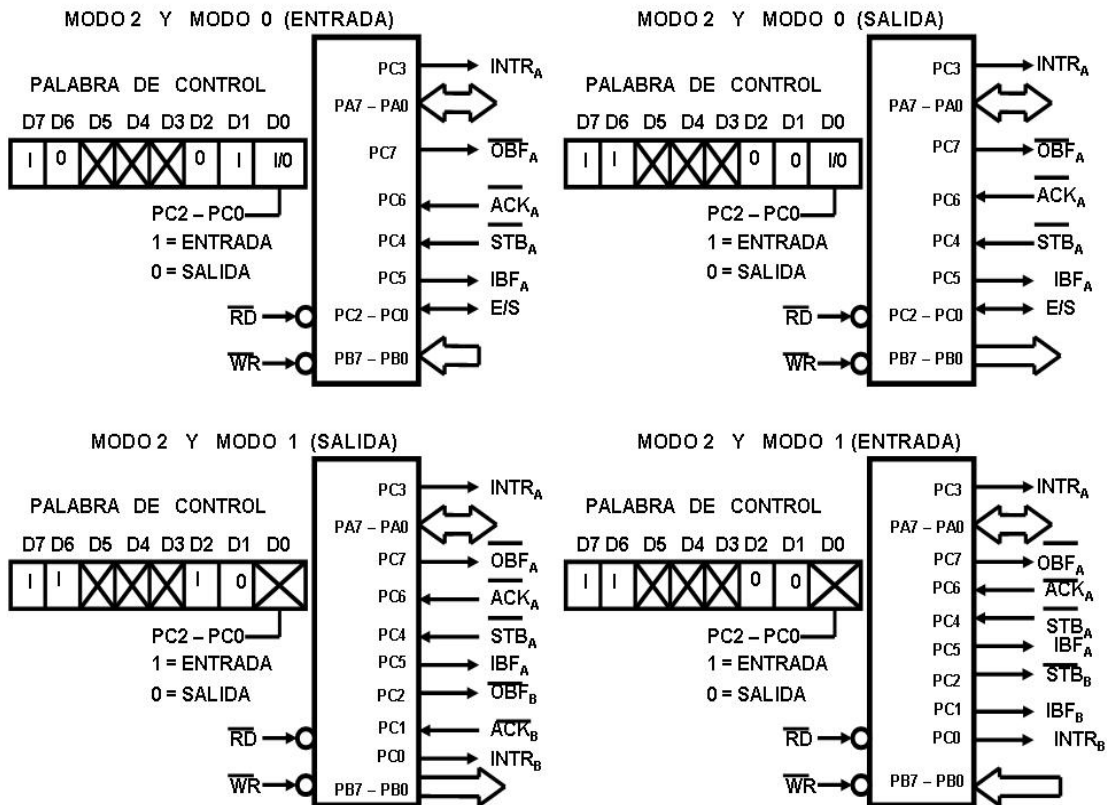 MODO 2 Y MODO 0 (ENTRADA)
PALABRA DE CONTROL
D7 D6 D5 D4 D3 D2 D1 D0
I 0 0 I I/0
PC2 – PC0
1 = ENTRADA
0 = SALIDA
RD
WR
PC3 INTRA
PA7 – PA0
PC7 OBFA
PC6 ACKA
PC4 STBA
PC5 IBFA
PC2 – PC0 E/S
PB7 – PB0
MODO 2 Y MODO 0 (SALIDA)
PALABRA DE CONTROL
D7 D6 D5 D4 D3 D2 D1 D0
I I 0 0 I/0
PC2 – PC0
1 = ENTRADA
0 = SALIDA
RD
WR
PC3 INTRA
PA7 – PA0
PC7 OBFA
PC6 ACKA
PC4 STBA
PC5 IBFA
PC2 – PC0 E/S
PB7 – PB0
MODO 2 Y MODO 1 (SALIDA)
PALABRA DE CONTROL
D7 D6 D5 D4 D3 D2 D1 D0
I I I 0
PC2 – PC0
1 = ENTRADA
0 = SALIDA
RD
WR
PC3 INTRA
PA7 – PA0
PC7 OBFA
PC6 ACKA
PC4 STBA
PC5 IBFA
PC2 OBFB
PC1 ACKB
PC0 INTRB
PB7 – PB0
MODO 2 Y MODO 1 (ENTRADA)
PALABRA DE CONTROL
D7 D6 D5 D4 D3 D2 D1 D0
I I 0 0
PC2 – PC0
1 = ENTRADA
0 = SALIDA
RD
WR
PC3 INTRA
PA7 – PA0
PC7 OBFA
PC6 ACKA
PC4 STBA
PC5 IBFA
PC2 STBB
PC1 IBFB
PC0 INTRB
PB7 – PB0